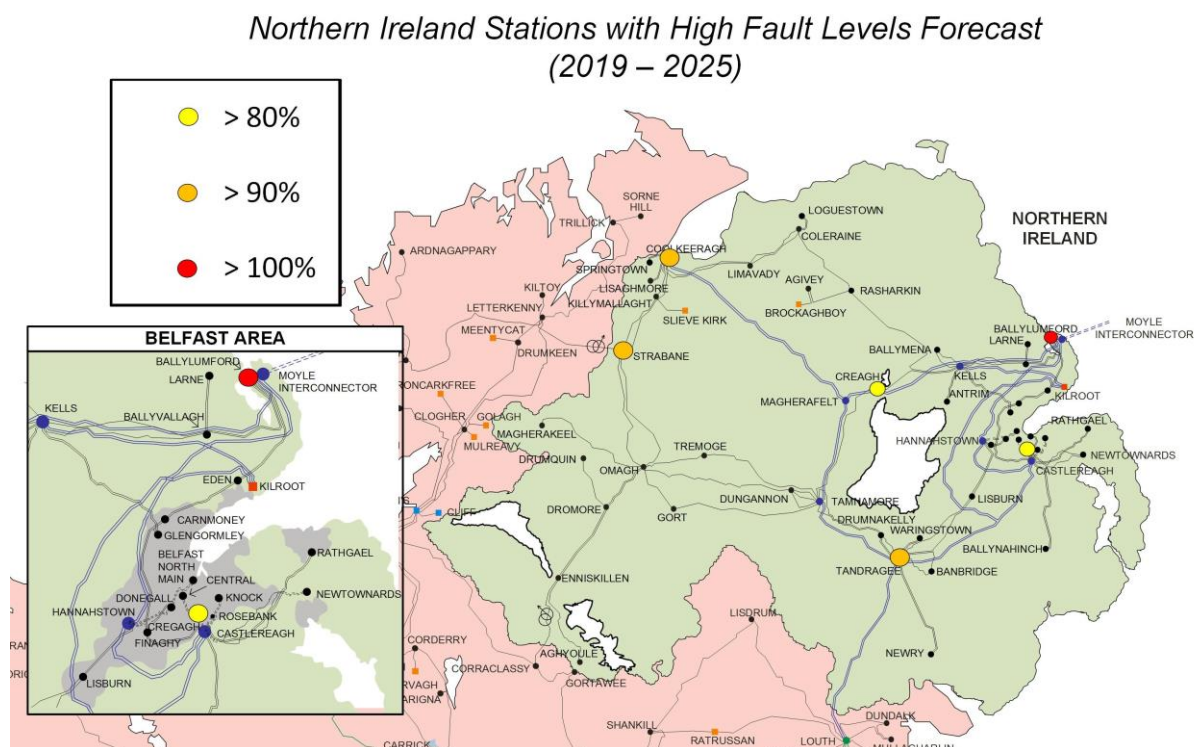 Northern Ireland Stations with High Fault Levels Forecast
(2019 – 2025)
> 80%
> 90%
> 100%
NORTHERN
IRELAND
SORNE
HILL
TRILLICK
LOGUESTOWN
COLERAINE
ARDNAGAPPARY
COOLKEERAGH
SPRINGTOWN
LIMAVADY
LISAGHMORE
AGIVEY
RASHARKIN
KILTOY
KILLYMALLAGHT
LETTERKENNY
SLIEVE KIRK
BROCKAGHBOY
MEENTYCAT
DRUMKEEN
STRABANE
BALLYLUMFORD
LARNE
MOYLE
INTERCONNECTOR
BALLYMENA
CREAGH
KELLS
ANTRIM
KILROOT
MAGHERAFELT
RATHGAEL
CLOGHER
GOLAGH
MULREAVY
MAGHERAKEEL
DRUMQUIN
TREMOGE
OMAGH
HANNAHSTOWN
NEWTOWNARDS
CASTLEREAGH
DUNGANNON
TAMNAMORE
LISBURN
CLIFF
DROMORE
GORT
DRUMNAKELLY
WARINGSTOWN
BALLYNAHINCH
TANDRAGEE
BANBRIDGE
ENNISKILLEN
LISDRUM
NEWRY
CORDERRY
AGHYOULE
CORRACLASSY
GORTAWEE
SHANKILL
RATRUSSAN
DUNDALK
LOUTH
CARRICK
BELFAST AREA
BALLYLUMFORD
LARNE
MOYLE
INTERCONNECTOR
KELLS
BALLYVALLAGH
EDEN
KILROOT
CARNMONEY
GLENGORMLEY
BELFAST
NORTH
MAIN
CENTRAL
RATHGAEL
DONEGALL
KNOCK
NEWTOWNARDS
HANNAHSTOWN
CREGAGH
ROSEBANK
CASTLEREAGH
FINAGHY
LISBURN